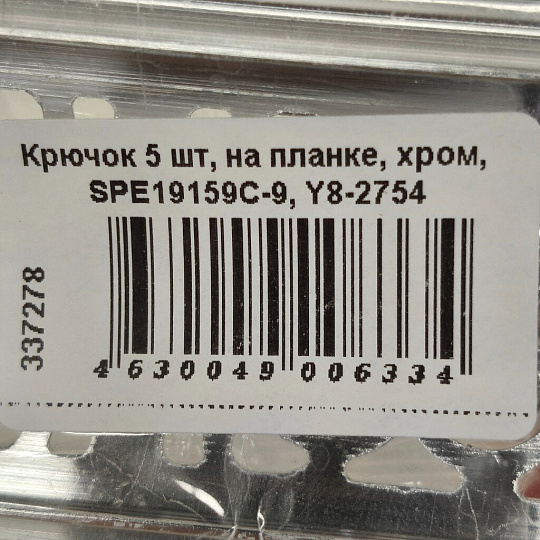 Крючок 5 шт, на планке, хром,
SPE19159C-9, Y8-2754
337278
4 630049 006334